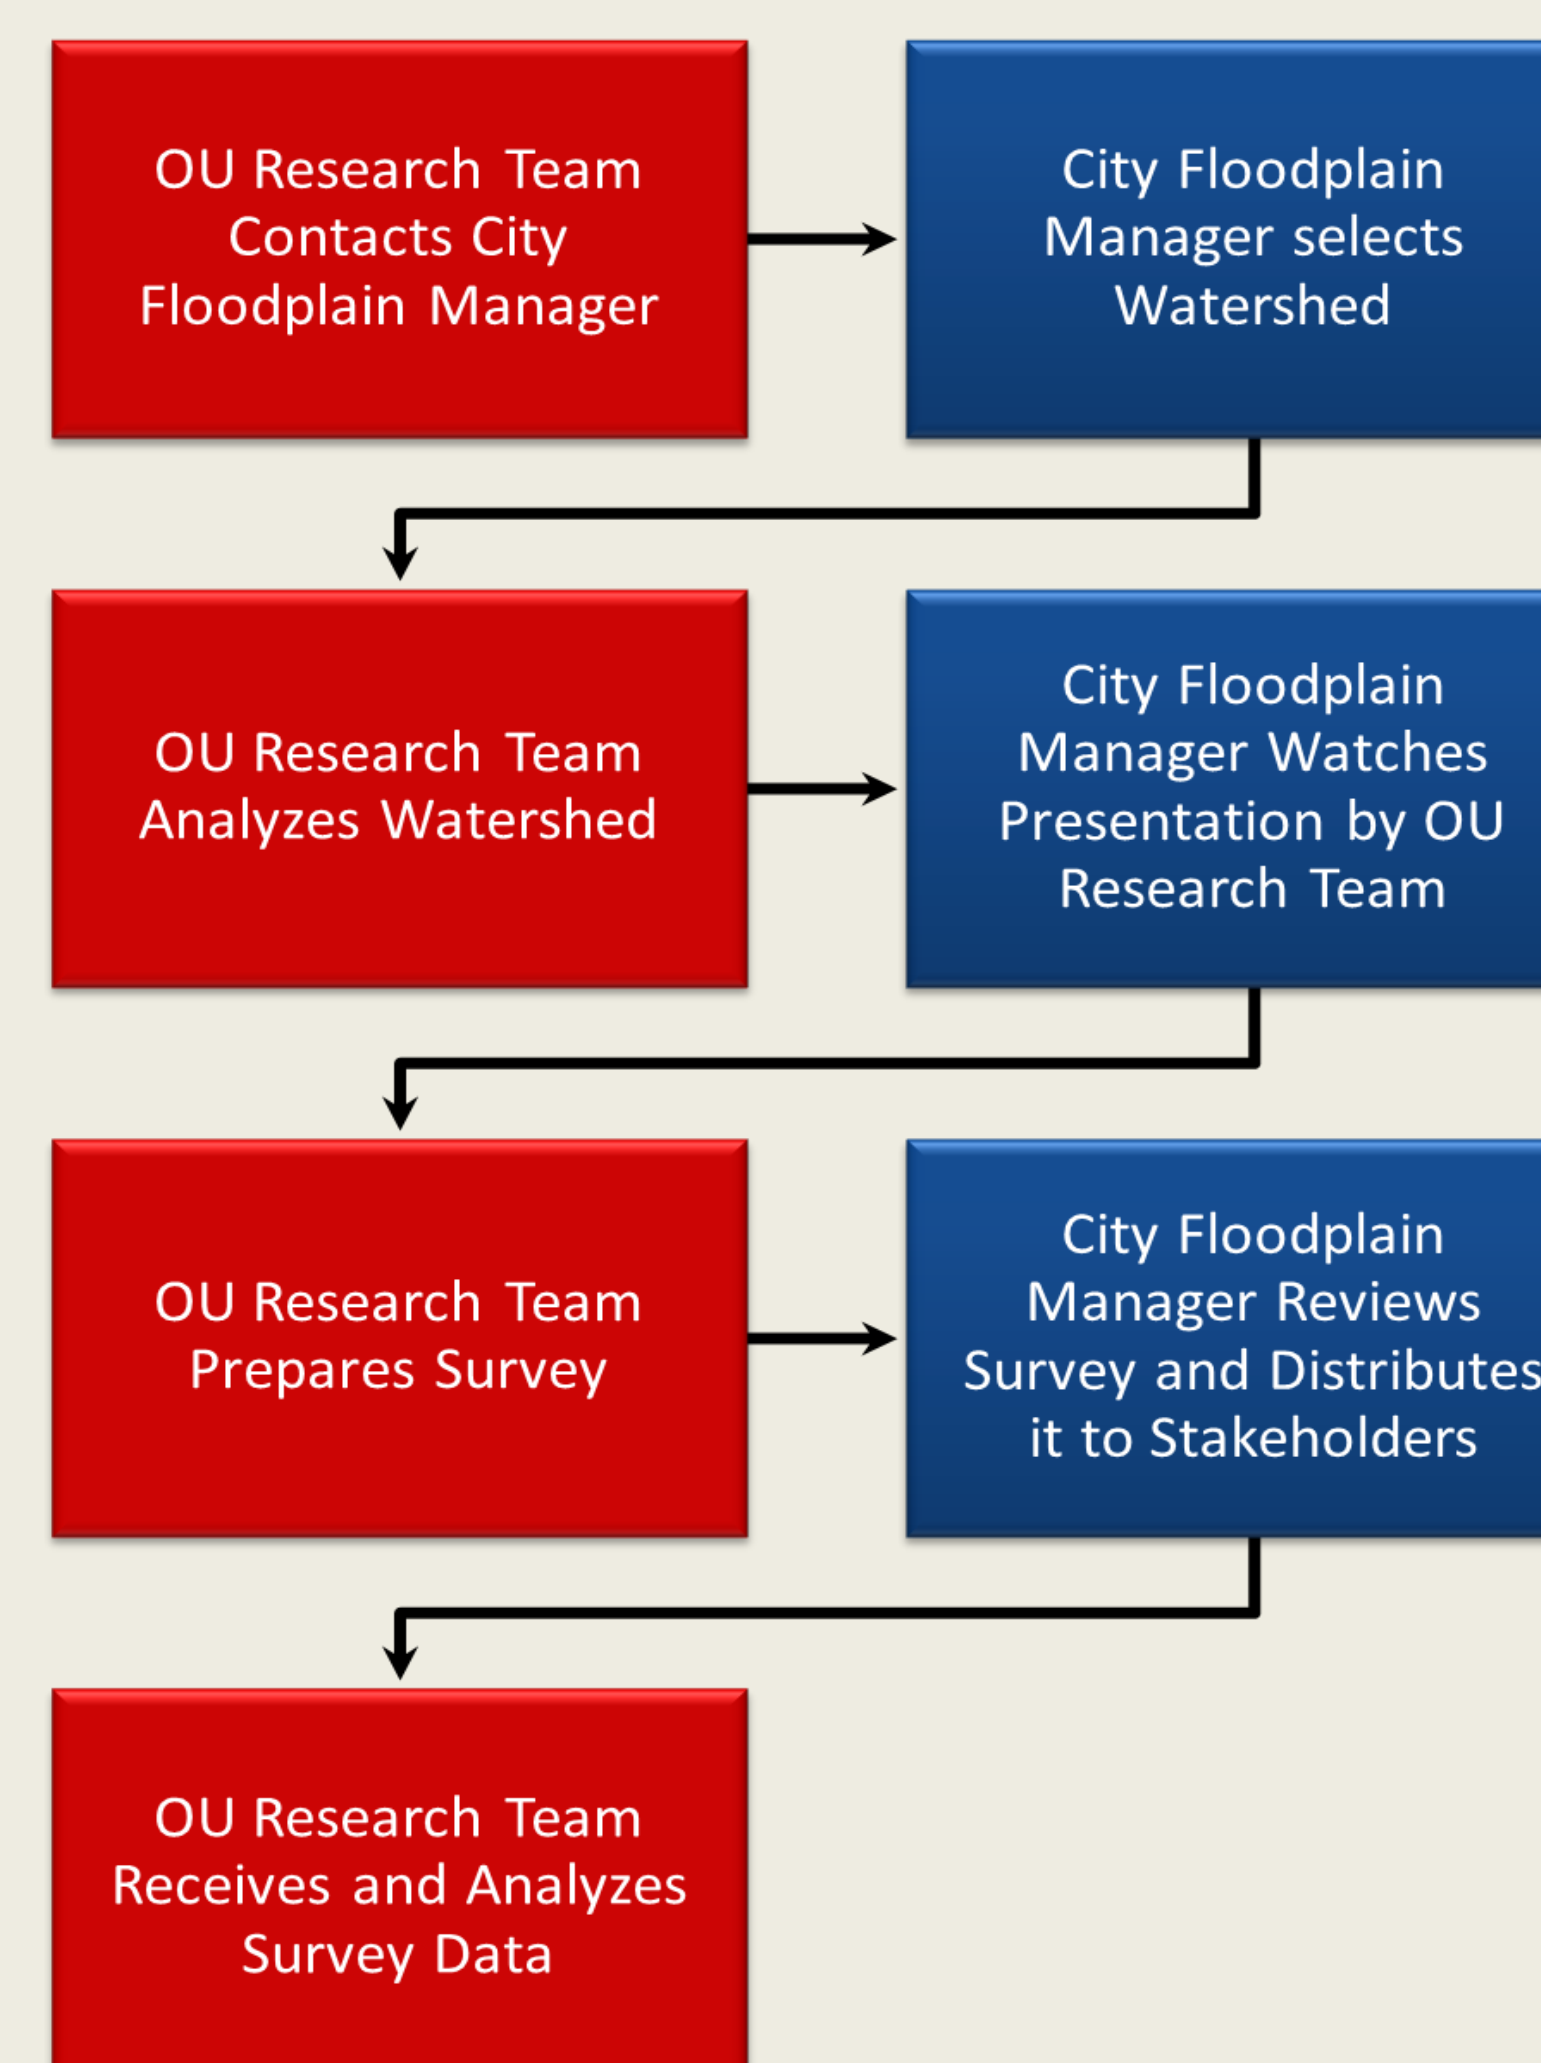 OU Research Team
Contacts City
Floodplain Manager
City Floodplain
Manager selects
Watershed
OU Research Team
Analyzes Watershed
City Floodplain
Manager Watches
Presentation by OU
Research Team
OU Research Team
Prepares Survey
City Floodplain
Manager Reviews
Survey and Distributes
it to Stakeholders
OU Research Team
Receives and Analyzes
Survey Data